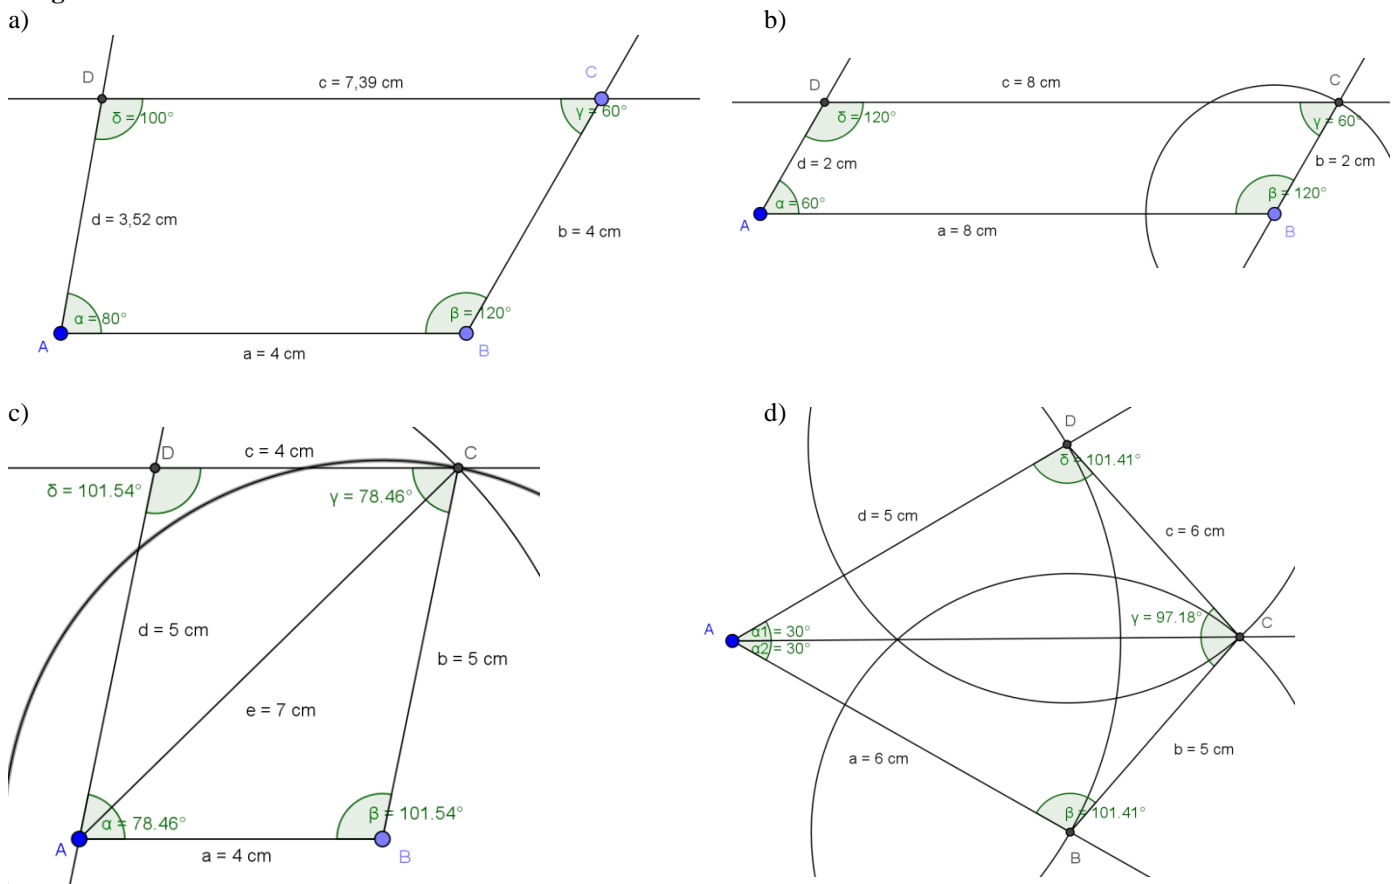 a)
b)
D
c = 7,39 cm
C
δ = 100°
γ = 60°
d = 3,52 cm
b = 4 cm
α = 80°
β = 120°
A
a = 4 cm
B
D
c = 8 cm
C
δ = 120°
γ = 60°
d = 2 cm
b = 2 cm
α = 60°
β = 120°
A
a = 8 cm
B
c)
d)
D
c = 4 cm
C
δ = 101.54°
γ = 78.46°
d = 5 cm
b = 5 cm
e = 7 cm
α = 78.46°
β = 101.54°
A
a = 4 cm
B
D
δ = 101.41°
d = 5 cm
c = 6 cm
A
α1 = 30°
α2 = 30°
γ = 97.18°
C
a = 6 cm
b = 5 cm
β = 101.41°
B